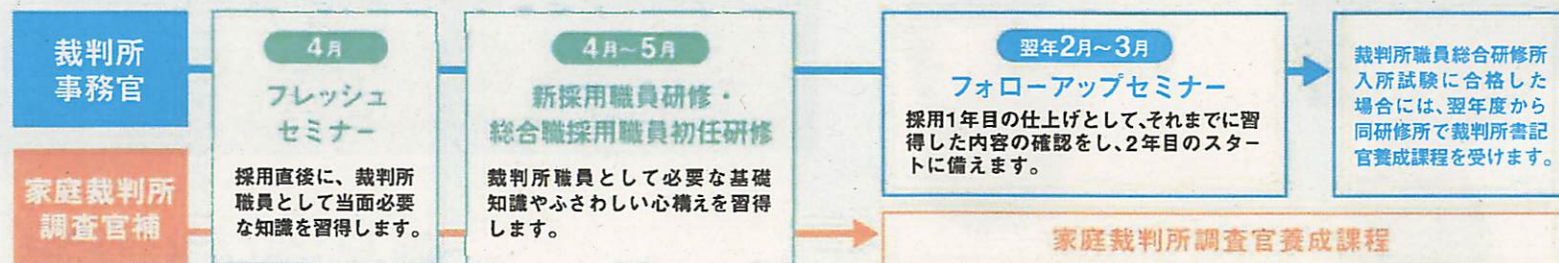 裁判所
事務官
家庭裁判所
調査官補
4月
フレッシュ
セミナー
採用直後に、裁判所
職員として当面必要
な知識を習得します。
4月～5月
新採用職員研修・
総合職採用職員初任研修
裁判所職員として必要な基礎
知識やふさわしい心構えを習得
します。
翌年2月～3月
フォローアップセミナー
採用1年目の仕上げとして、それまでに習
得した内容の確認をし、2年目のスター
トに備えます。
裁判所職員総合研修所
入所試験に合格した
場合には、翌年度から
同研修所で裁判所書記
官養成課程を受けます。
家庭裁判所調査官養成課程